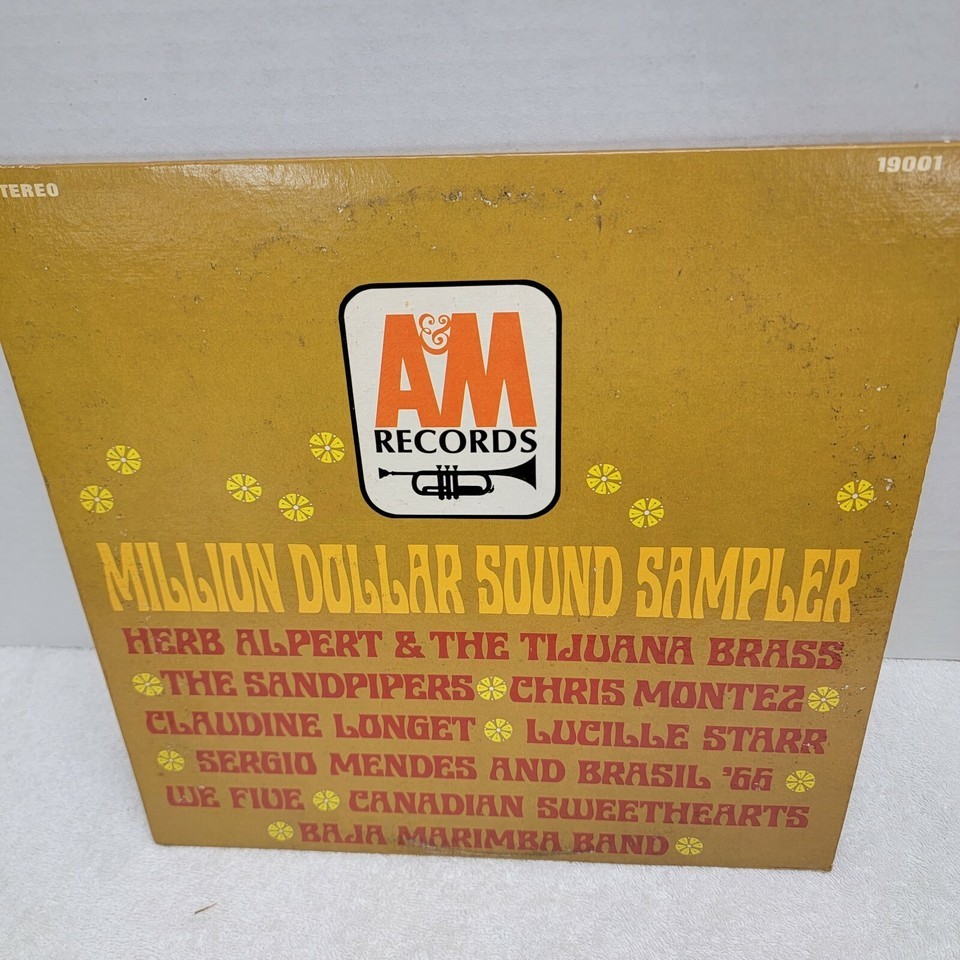 TEREO
19001
A&M
RECORDS
MILLION DOLLAR SOUND SAMPLER
HERB ALPERT & THE TIJUANA BRASS
THE SANDPIPERS CHRIS MONTEZ
CLAUDINE LONGET LUCILLE STARR
SERGIO MENDES AND BRASIL '66
WE FIVE CANADIAN SWEETHEARTS
BAJA MARIMBA BAND